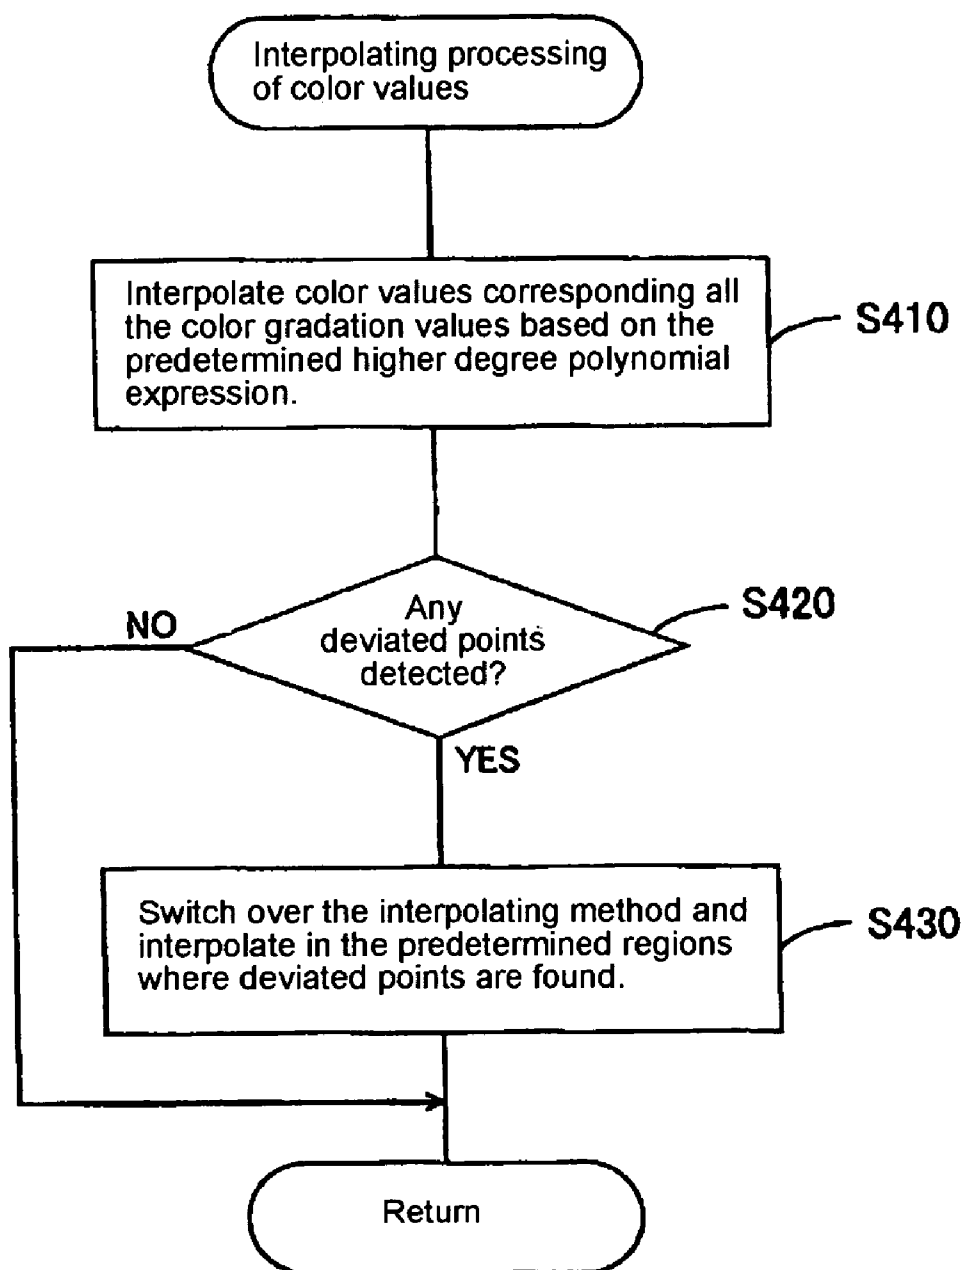 Interpolating processing
of color values
Interpolate color values corresponding all
the color gradation values based on the
predetermined higher degree polynomial
expression.
S410
Any
deviated points
detected?
S420
NO
YES
Switch over the interpolating method and
interpolate in the predetermined regions
where deviated points are found.
S430
Return